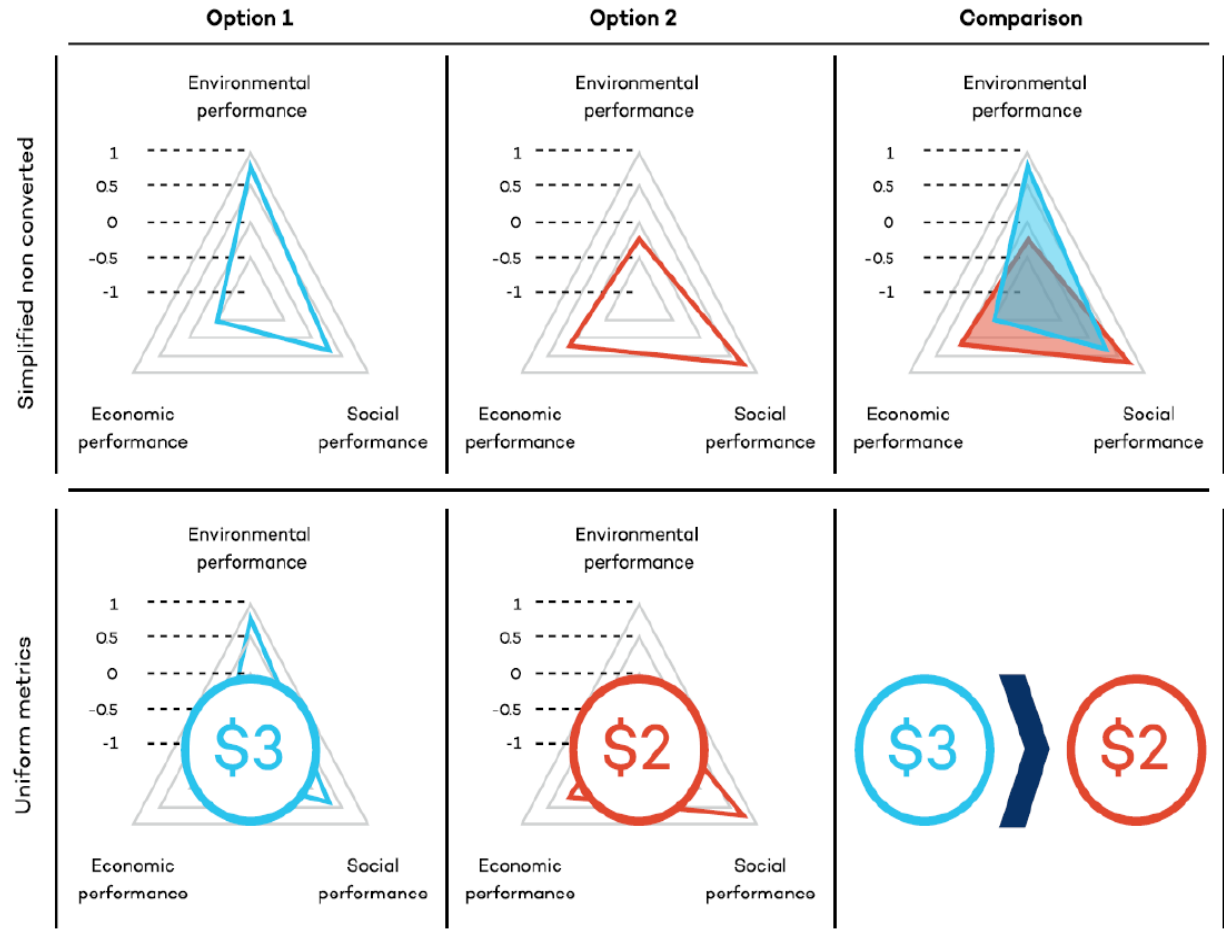 Option 1
Option 2
Comparison
Simplified non converted
Environmental
performance
1
0.5
0
-0.5
-1
Economic
performance
Social
performance
Environmental
performance
1
0.5
0
-0.5
-1
Economic
performance
Social
performance
Environmental
performance
1
0.5
0
-0.5
-1
Economic
performance
Social
performance
Uniform metrics
Environmental
performance
1
0.5
0
-0.5
-1
$3
Economic
performance
Social
performance
Environmental
performance
1
0.5
0
-0.5
-1
$2
Economic
performance
Social
performance
$3
$2